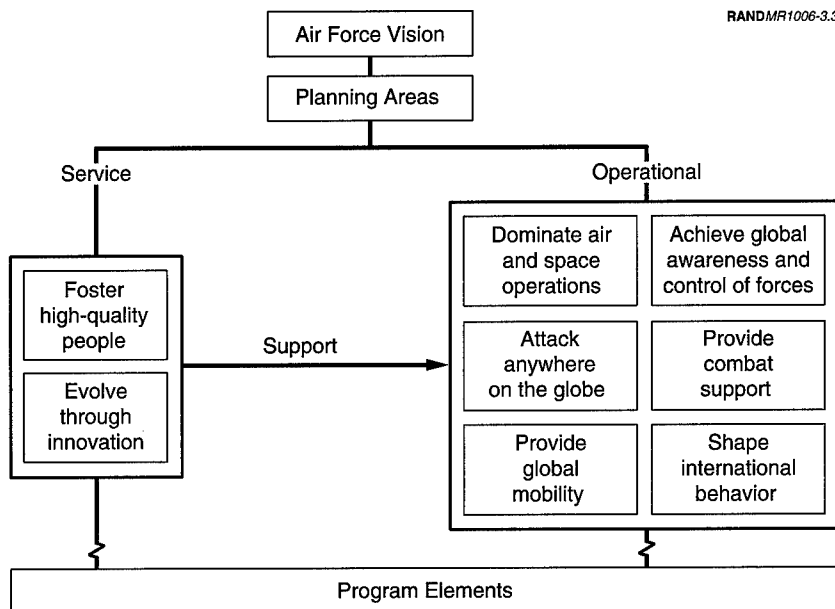 RANDMR1006-3.3
Air Force Vision
Planning Areas
Service
Operational
Foster
high-quality
people
Evolve
through
innovation
Support
Dominate air
and space
operations
Achieve global
awareness and
control of forces
Attack
anywhere
on the globe
Provide
combat
support
Provide
global
mobility
Shape
international
behavior
Program Elements